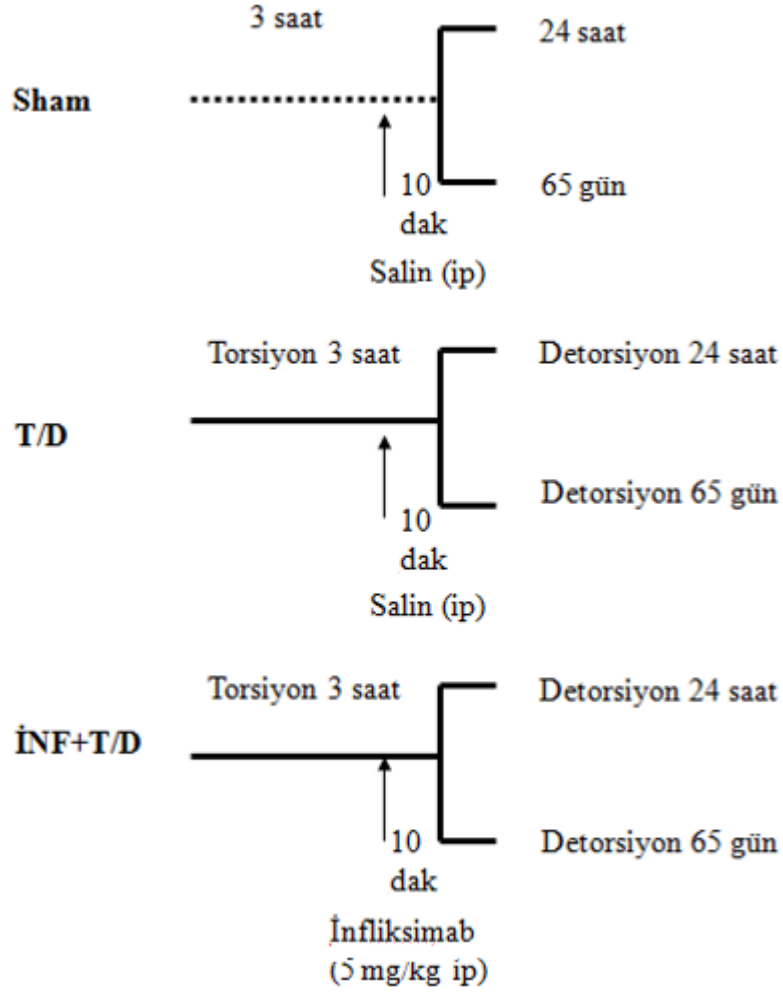 3 saat
24 saat
Sham
10
65 gün
dak
Salin (ip)
Torsiyon 3 saat
Detorsiyon 24 saat
T/D
10
Detorsiyon 65 gün
dak
Salin (ip)
Torsiyon 3 saat
Detorsiyon 24 saat
İNF+T/D
10
Detorsiyon 65 gün
dak
İnfliksimab
(5 mg/kg ip)